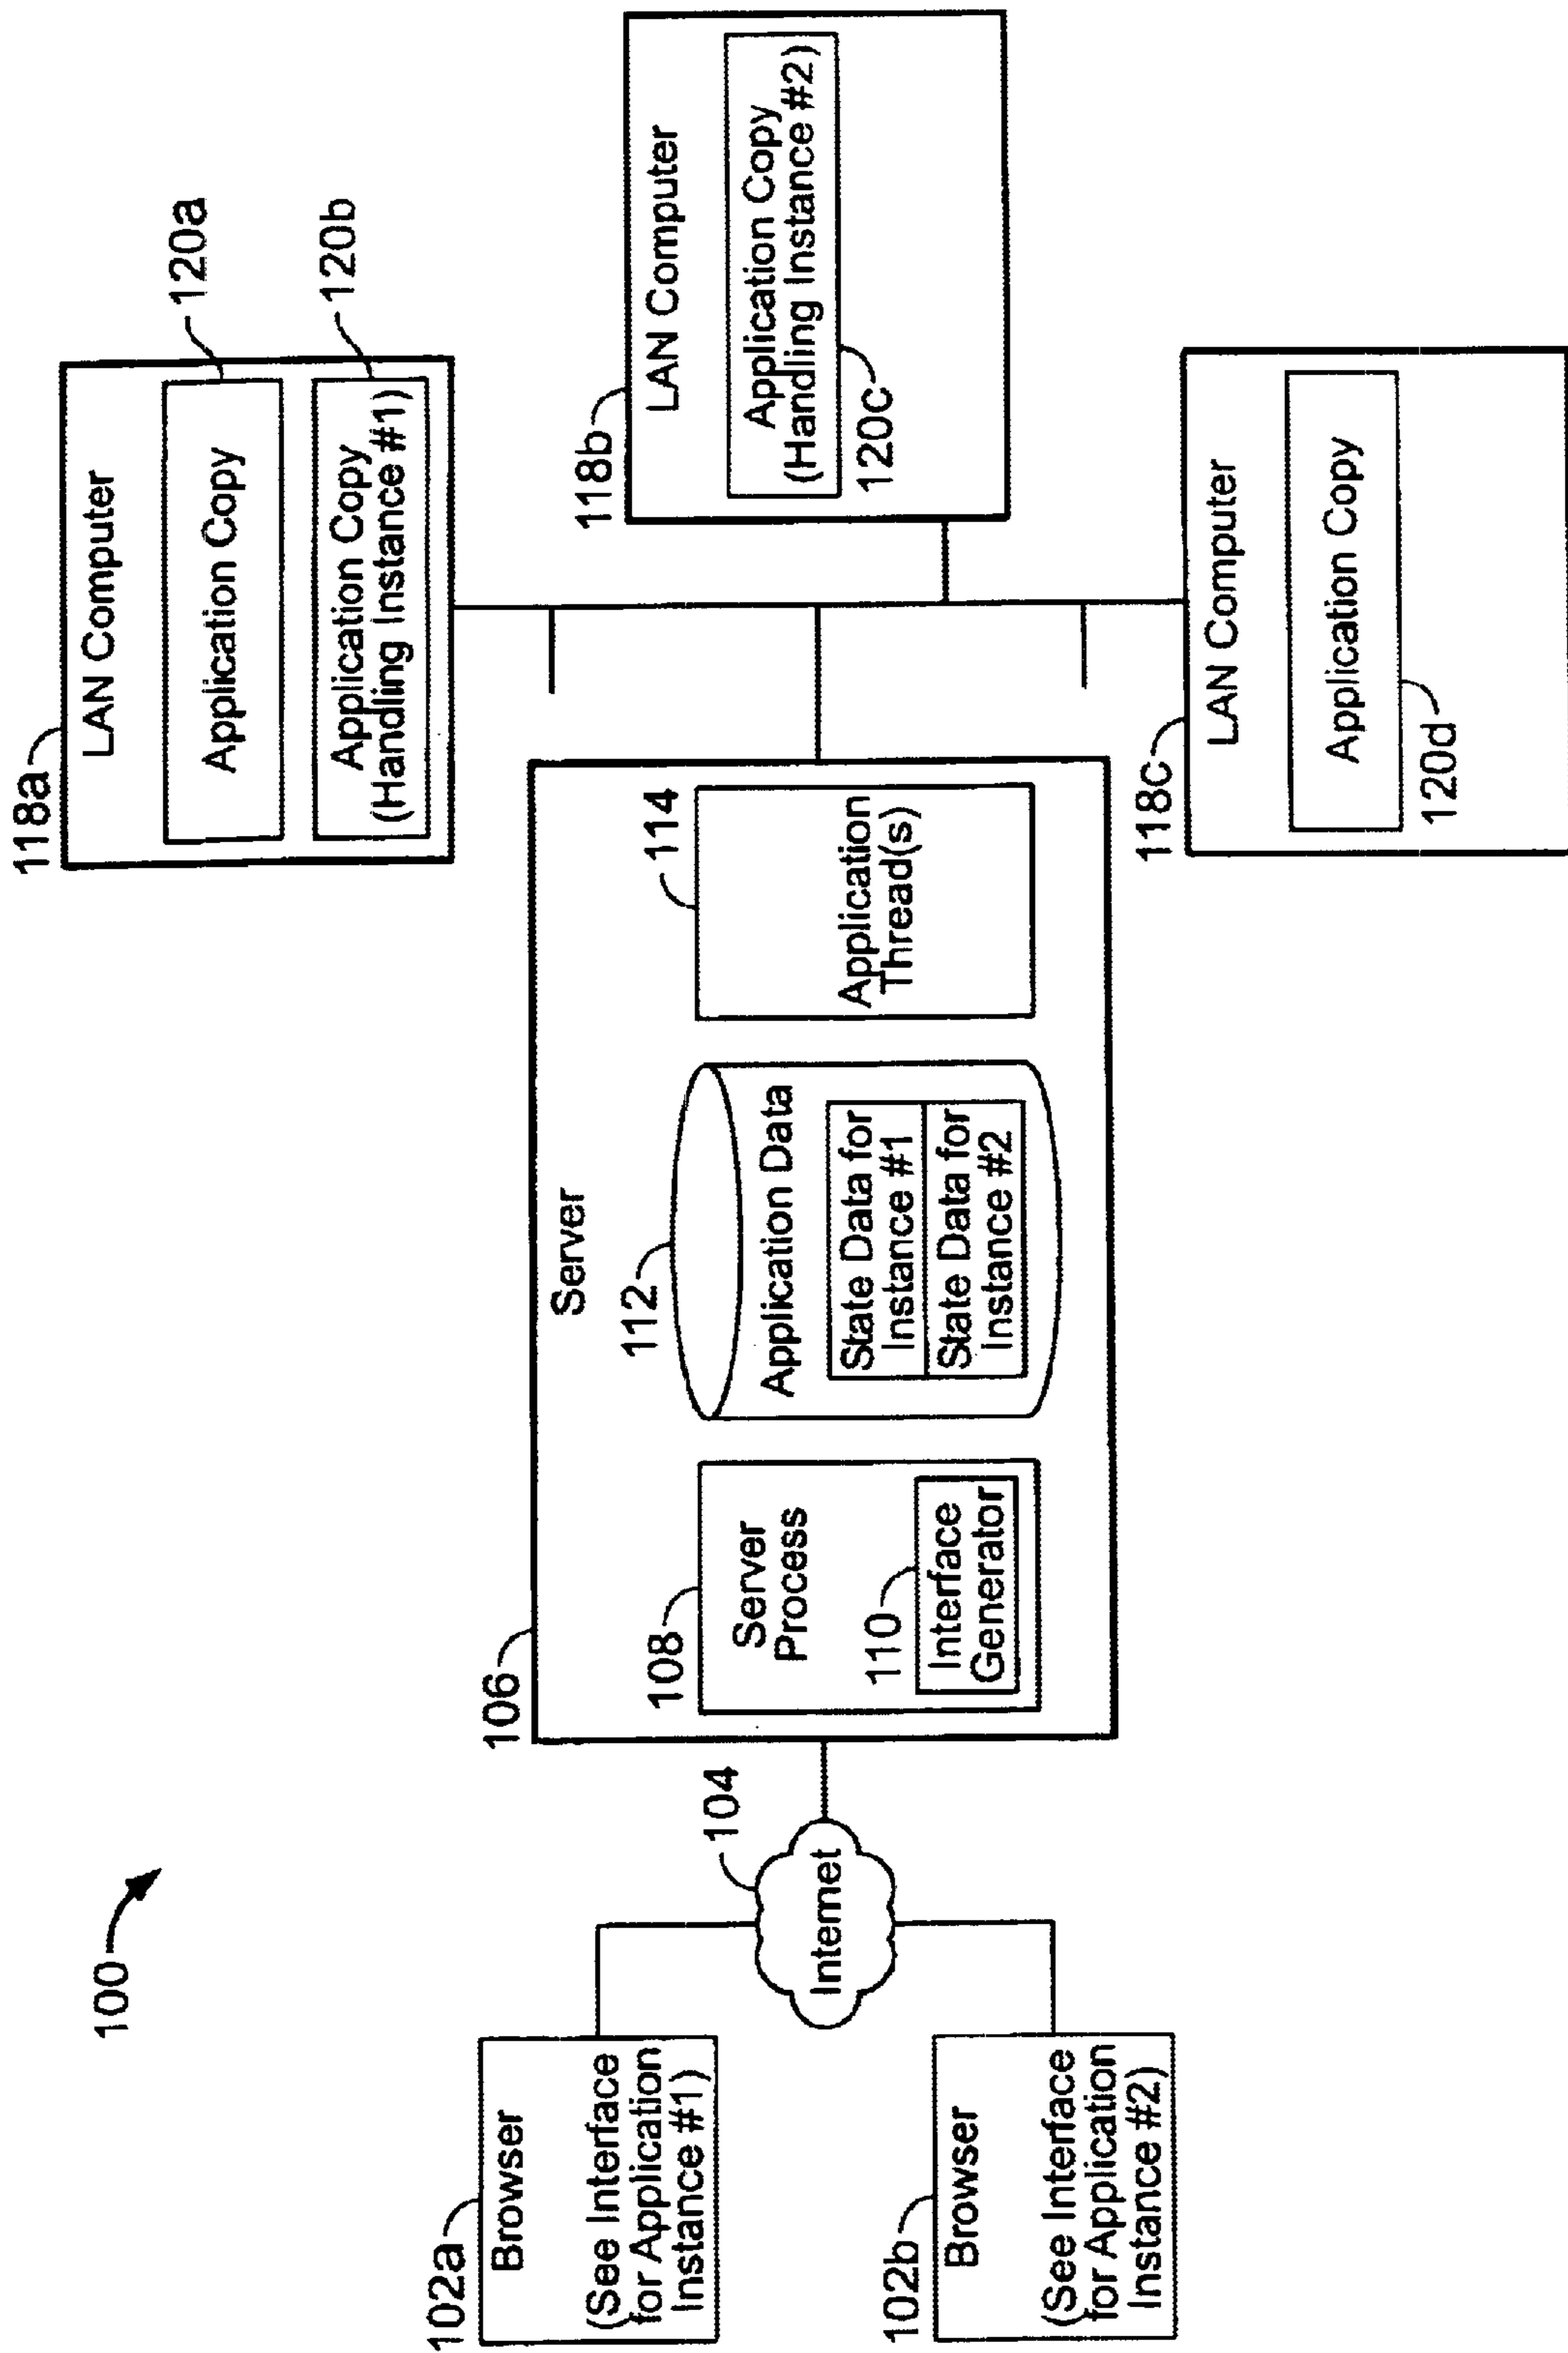 100
102a
Browser
(See Interface
for Application
Instance #1)
102b
Browser
(See Interface
for Application
Instance #2)
104
Internet
106
Server
108
Server
Process
110
Interface
Generator
112
Application Data
State Data for
Instance #1
State Data for
Instance #2
114
Application
Thread(s)
118a
LAN Computer
Application Copy
120a
Application Copy
(Handling Instance #1)
120b
118b
LAN Computer
Application Copy
(Handling Instance #2)
120c
118c
LAN Computer
Application Copy
120d